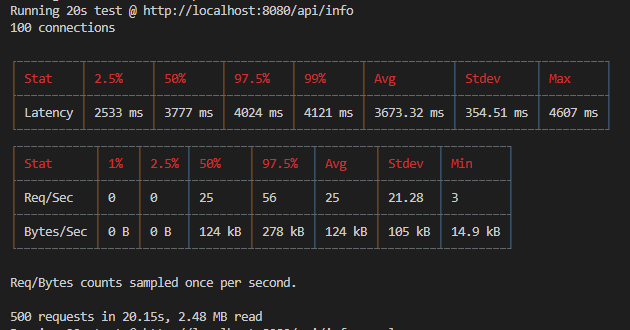 Running 20s test @ http://localhost:8080/api/info
100 connections
Stat 2.5% 50% 97.5% 99% Avg Stdev Max
Latency 2533 ms 3777 ms 4024 ms 4121 ms 3673.32 ms 354.51 ms 4607 ms
Stat 1% 2.5% 50% 97.5% Avg Stdev Min
Req/Sec 0 0 25 56 25 21.28 3
Bytes/Sec 0 B 0 B 124 kB 278 kB 124 kB 105 kB 14.9 kB
Req/Bytes counts sampled once per second.
500 requests in 20.15s, 2.48 MB read